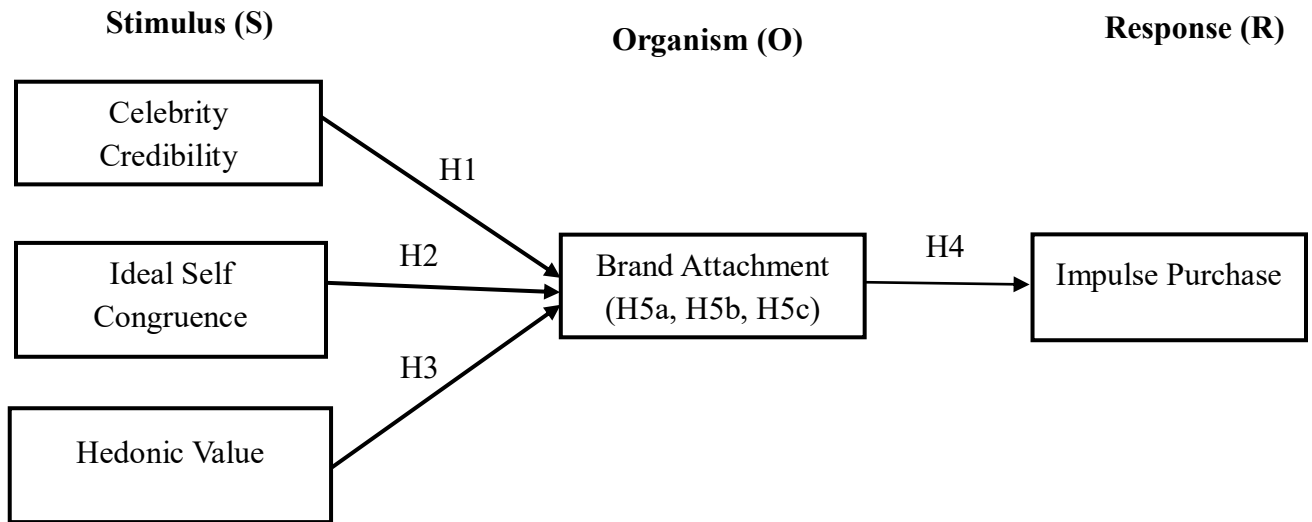 Stimulus (S)
Organism (O)
Response (R)
Celebrity
Credibility
H1
Ideal Self
Congruence
H2
H3
Hedonic Value
Brand Attachment
(H5a, H5b, H5c)
H4
Impulse Purchase